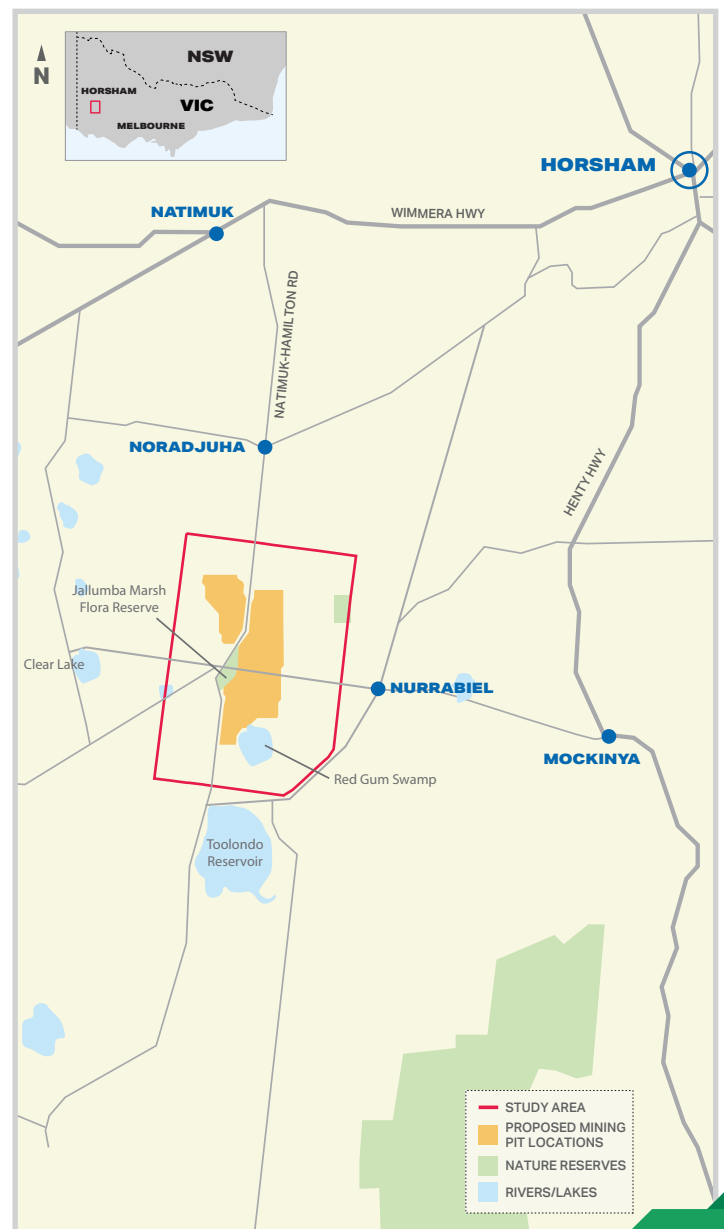 N
NSW
HORSHAM
VIC
MELBOURNE
HORSHAM
NATIMUK
WIMMERA HWY
NATIMUK-HAMILTON RD
NORADJUHA
HENTY HWY
Jallumba Marsh
Flora Reserve
Clear Lake
NURRABIEL
MOCKINYA
Red Gum Swamp
Toolondo
Reservoir
STUDY AREA
PROPOSED MINING
PIT LOCATIONS
NATURE RESERVES
RIVERS/LAKES